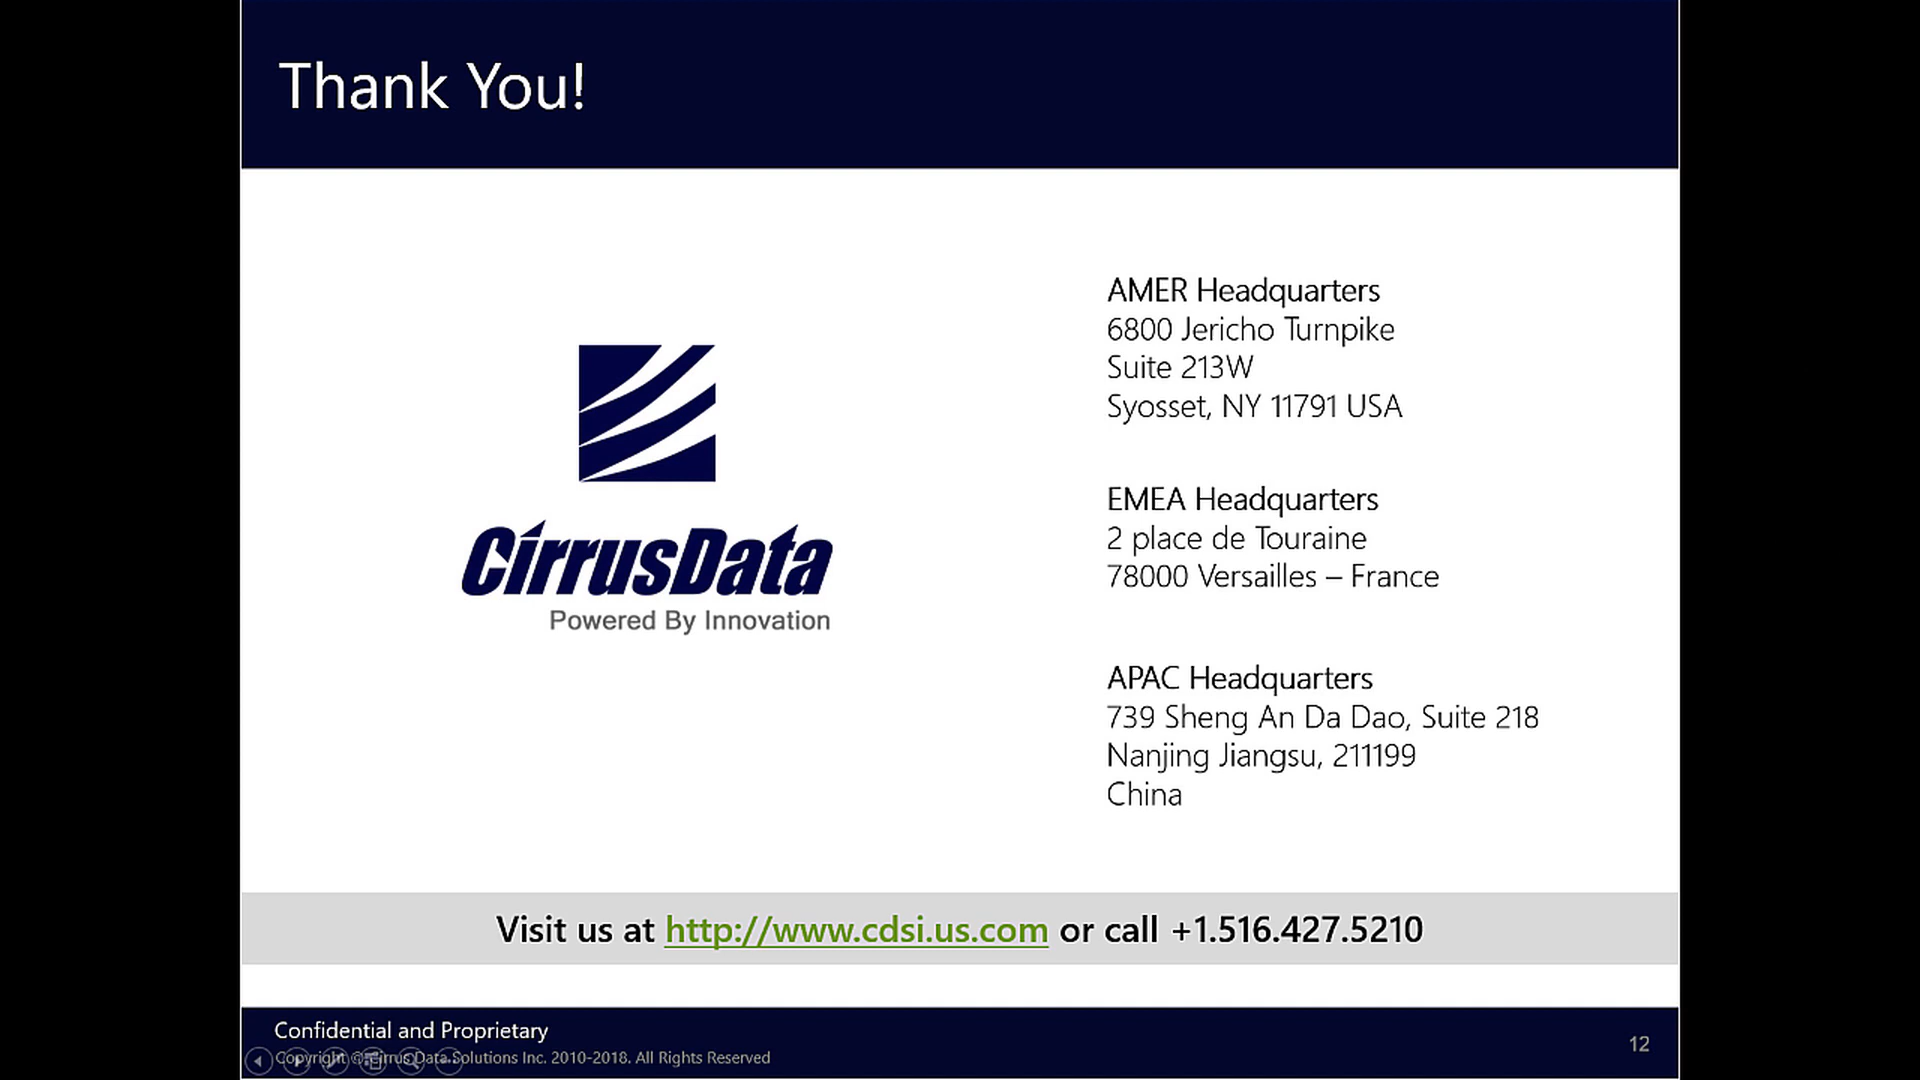 Thank You!
CirrusData
Powered By Innovation
AMER Headquarters
6800 Jericho Turnpike
Suite 213W
Syosset, NY 11791 USA
EMEA Headquarters
2 place de Touraine
78000 Versailles – France
APAC Headquarters
739 Sheng An Da Dao, Suite 218
Nanjing Jiangsu, 211199
China
Visit us at http://www.cdsi.us.com or call +1.516.427.5210
Confidential and Proprietary
Copyright © Cirrus Data Solutions Inc. 2010-2018. All Rights Reserved
12